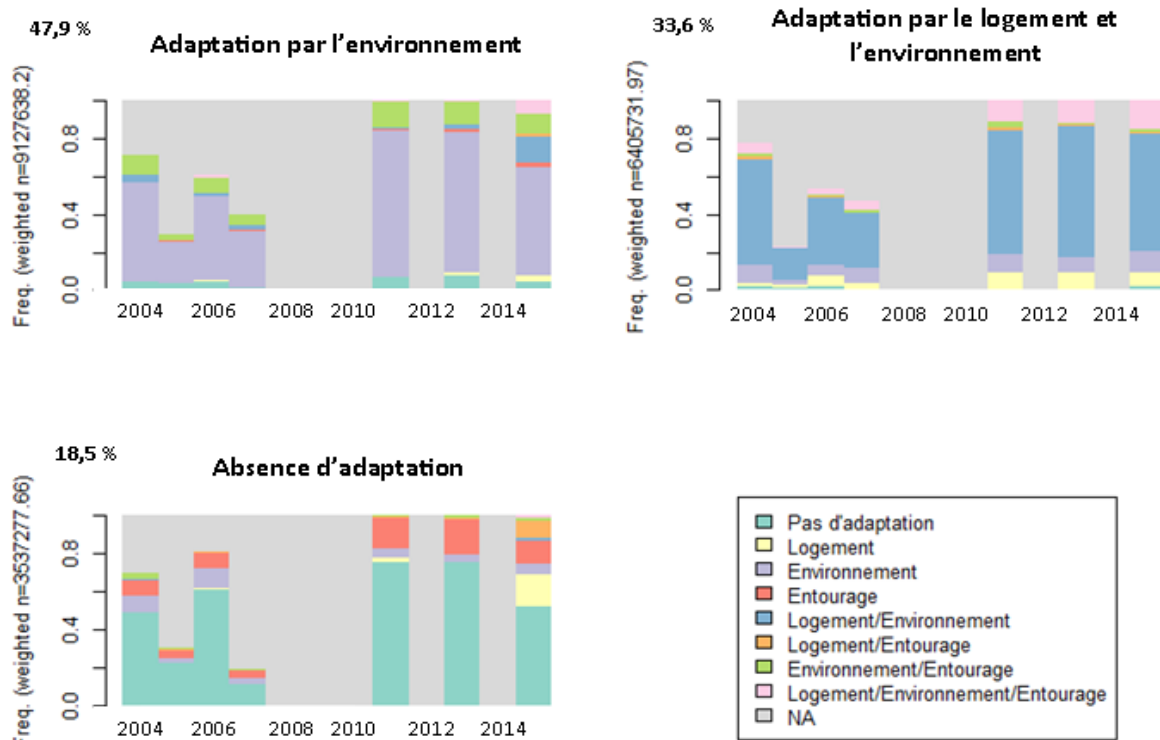 47,9 %
Adaptation par l'environnement
Freq. (weighted n=9127638.2)
0.8
0.4
0.0
2004 2006 2008 2010 2012 2014
33,6 %
Adaptation par le logement et
l'environnement
Freq. (weighted n=6405731.97)
0.8
0.4
0.0
2004 2006 2008 2010 2012 2014
18,5 %
Absence d'adaptation
Freq. (weighted n=3537277.66)
0.8
0.4
0.0
2004 2006 2008 2010 2012 2014
Pas d'adaptation
Logement
Environnement
Entourage
Logement/Environnement
Logement/Entourage
Environnement/Entourage
Logement/Environnement/Entourage
NA